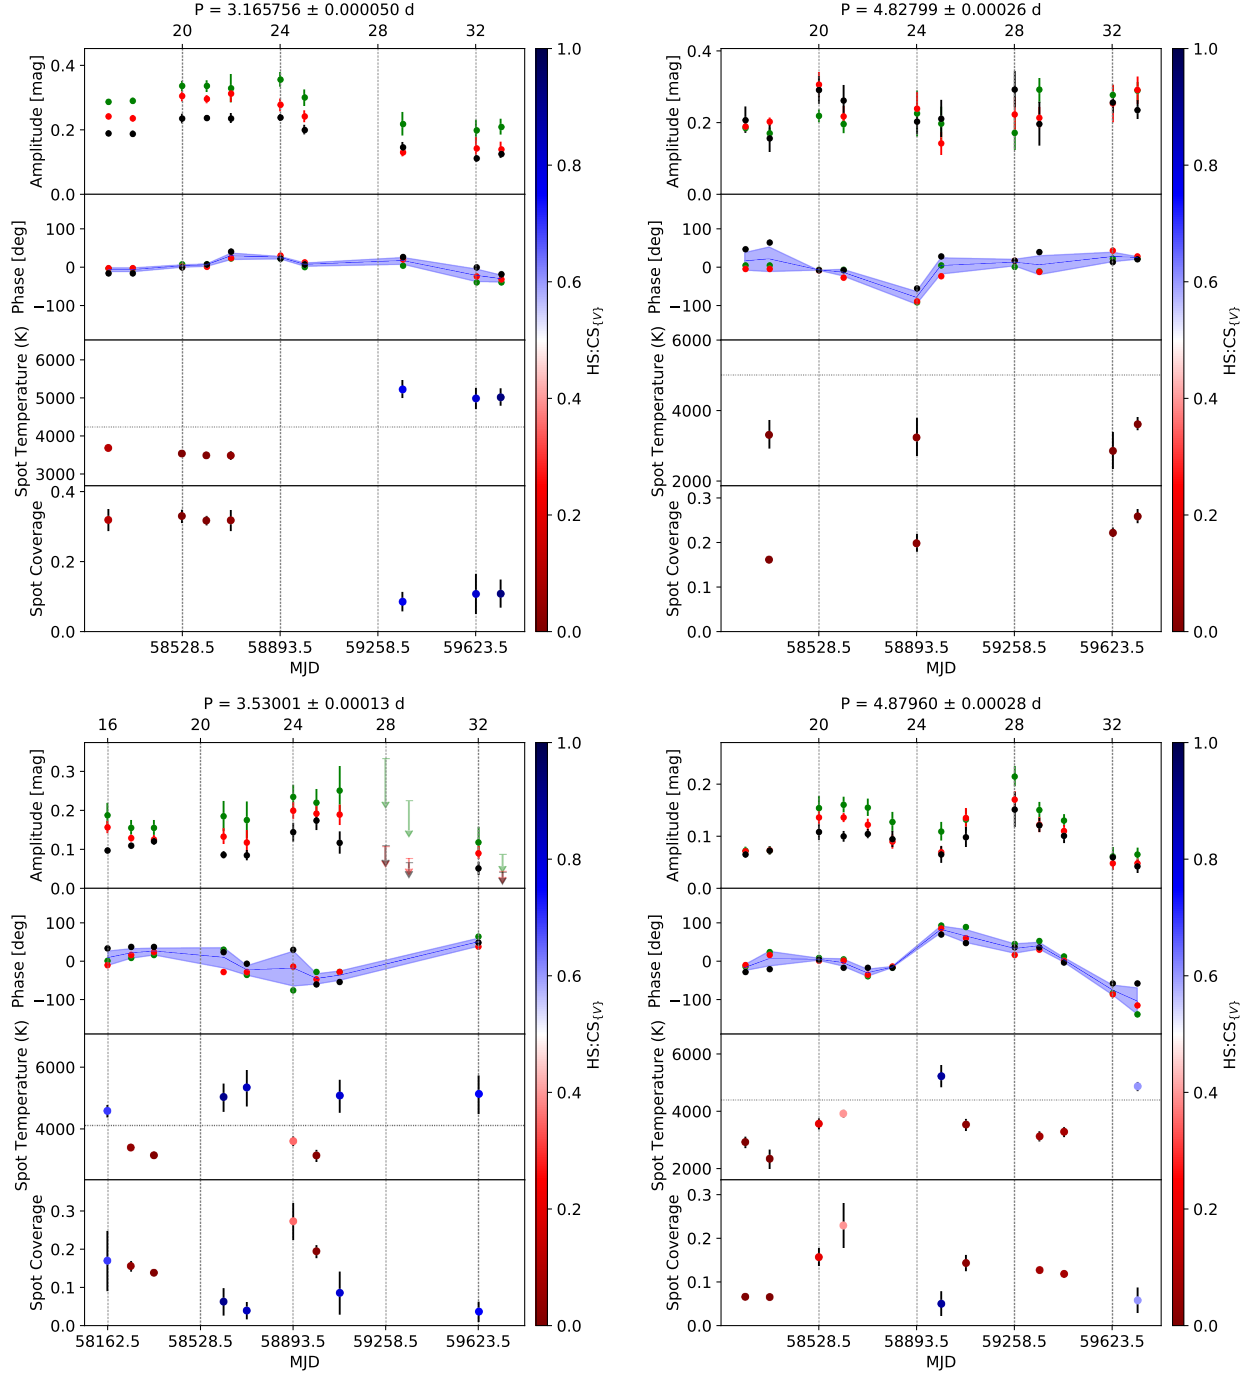 P = 3.165756 ± 0.000050 d
20 24 28 32
Amplitude [mag]
0.4
0.2
0.0
Phase [deg]
100
0
−100
Spot Temperature (K)
6000
5000
4000
3000
Spot Coverage
0.4
0.2
0.0
58528.5 58893.5 59258.5 59623.5
MJD
1.0
0.8
0.6
0.4
0.2
0.0
HS:CS{V}
P = 4.82799 ± 0.00026 d
20 24 28 32
Amplitude [mag]
0.4
0.3
0.2
0.1
0.0
Phase [deg]
100
0
−100
Spot Temperature (K)
6000
4000
2000
Spot Coverage
0.3
0.2
0.1
0.0
58528.5 58893.5 59258.5 59623.5
MJD
1.0
0.8
0.6
0.4
0.2
0.0
HS:CS{V}
P = 3.53001 ± 0.00013 d
16 20 24 28 32
Amplitude [mag]
0.3
0.2
0.1
0.0
Phase [deg]
100
0
−100
Spot Temperature (K)
6000
4000
Spot Coverage
0.3
0.2
0.1
0.0
58162.5 58528.5 58893.5 59258.5 59623.5
MJD
1.0
0.8
0.6
0.4
0.2
0.0
HS:CS{V}
P = 4.87960 ± 0.00028 d
20 24 28 32
Amplitude [mag]
0.2
0.1
0.0
Phase [deg]
100
0
−100
Spot Temperature (K)
6000
4000
2000
Spot Coverage
0.3
0.2
0.1
0.0
58528.5 58893.5 59258.5 59623.5
MJD
1.0
0.8
0.6
0.4
0.2
0.0
HS:CS{V}